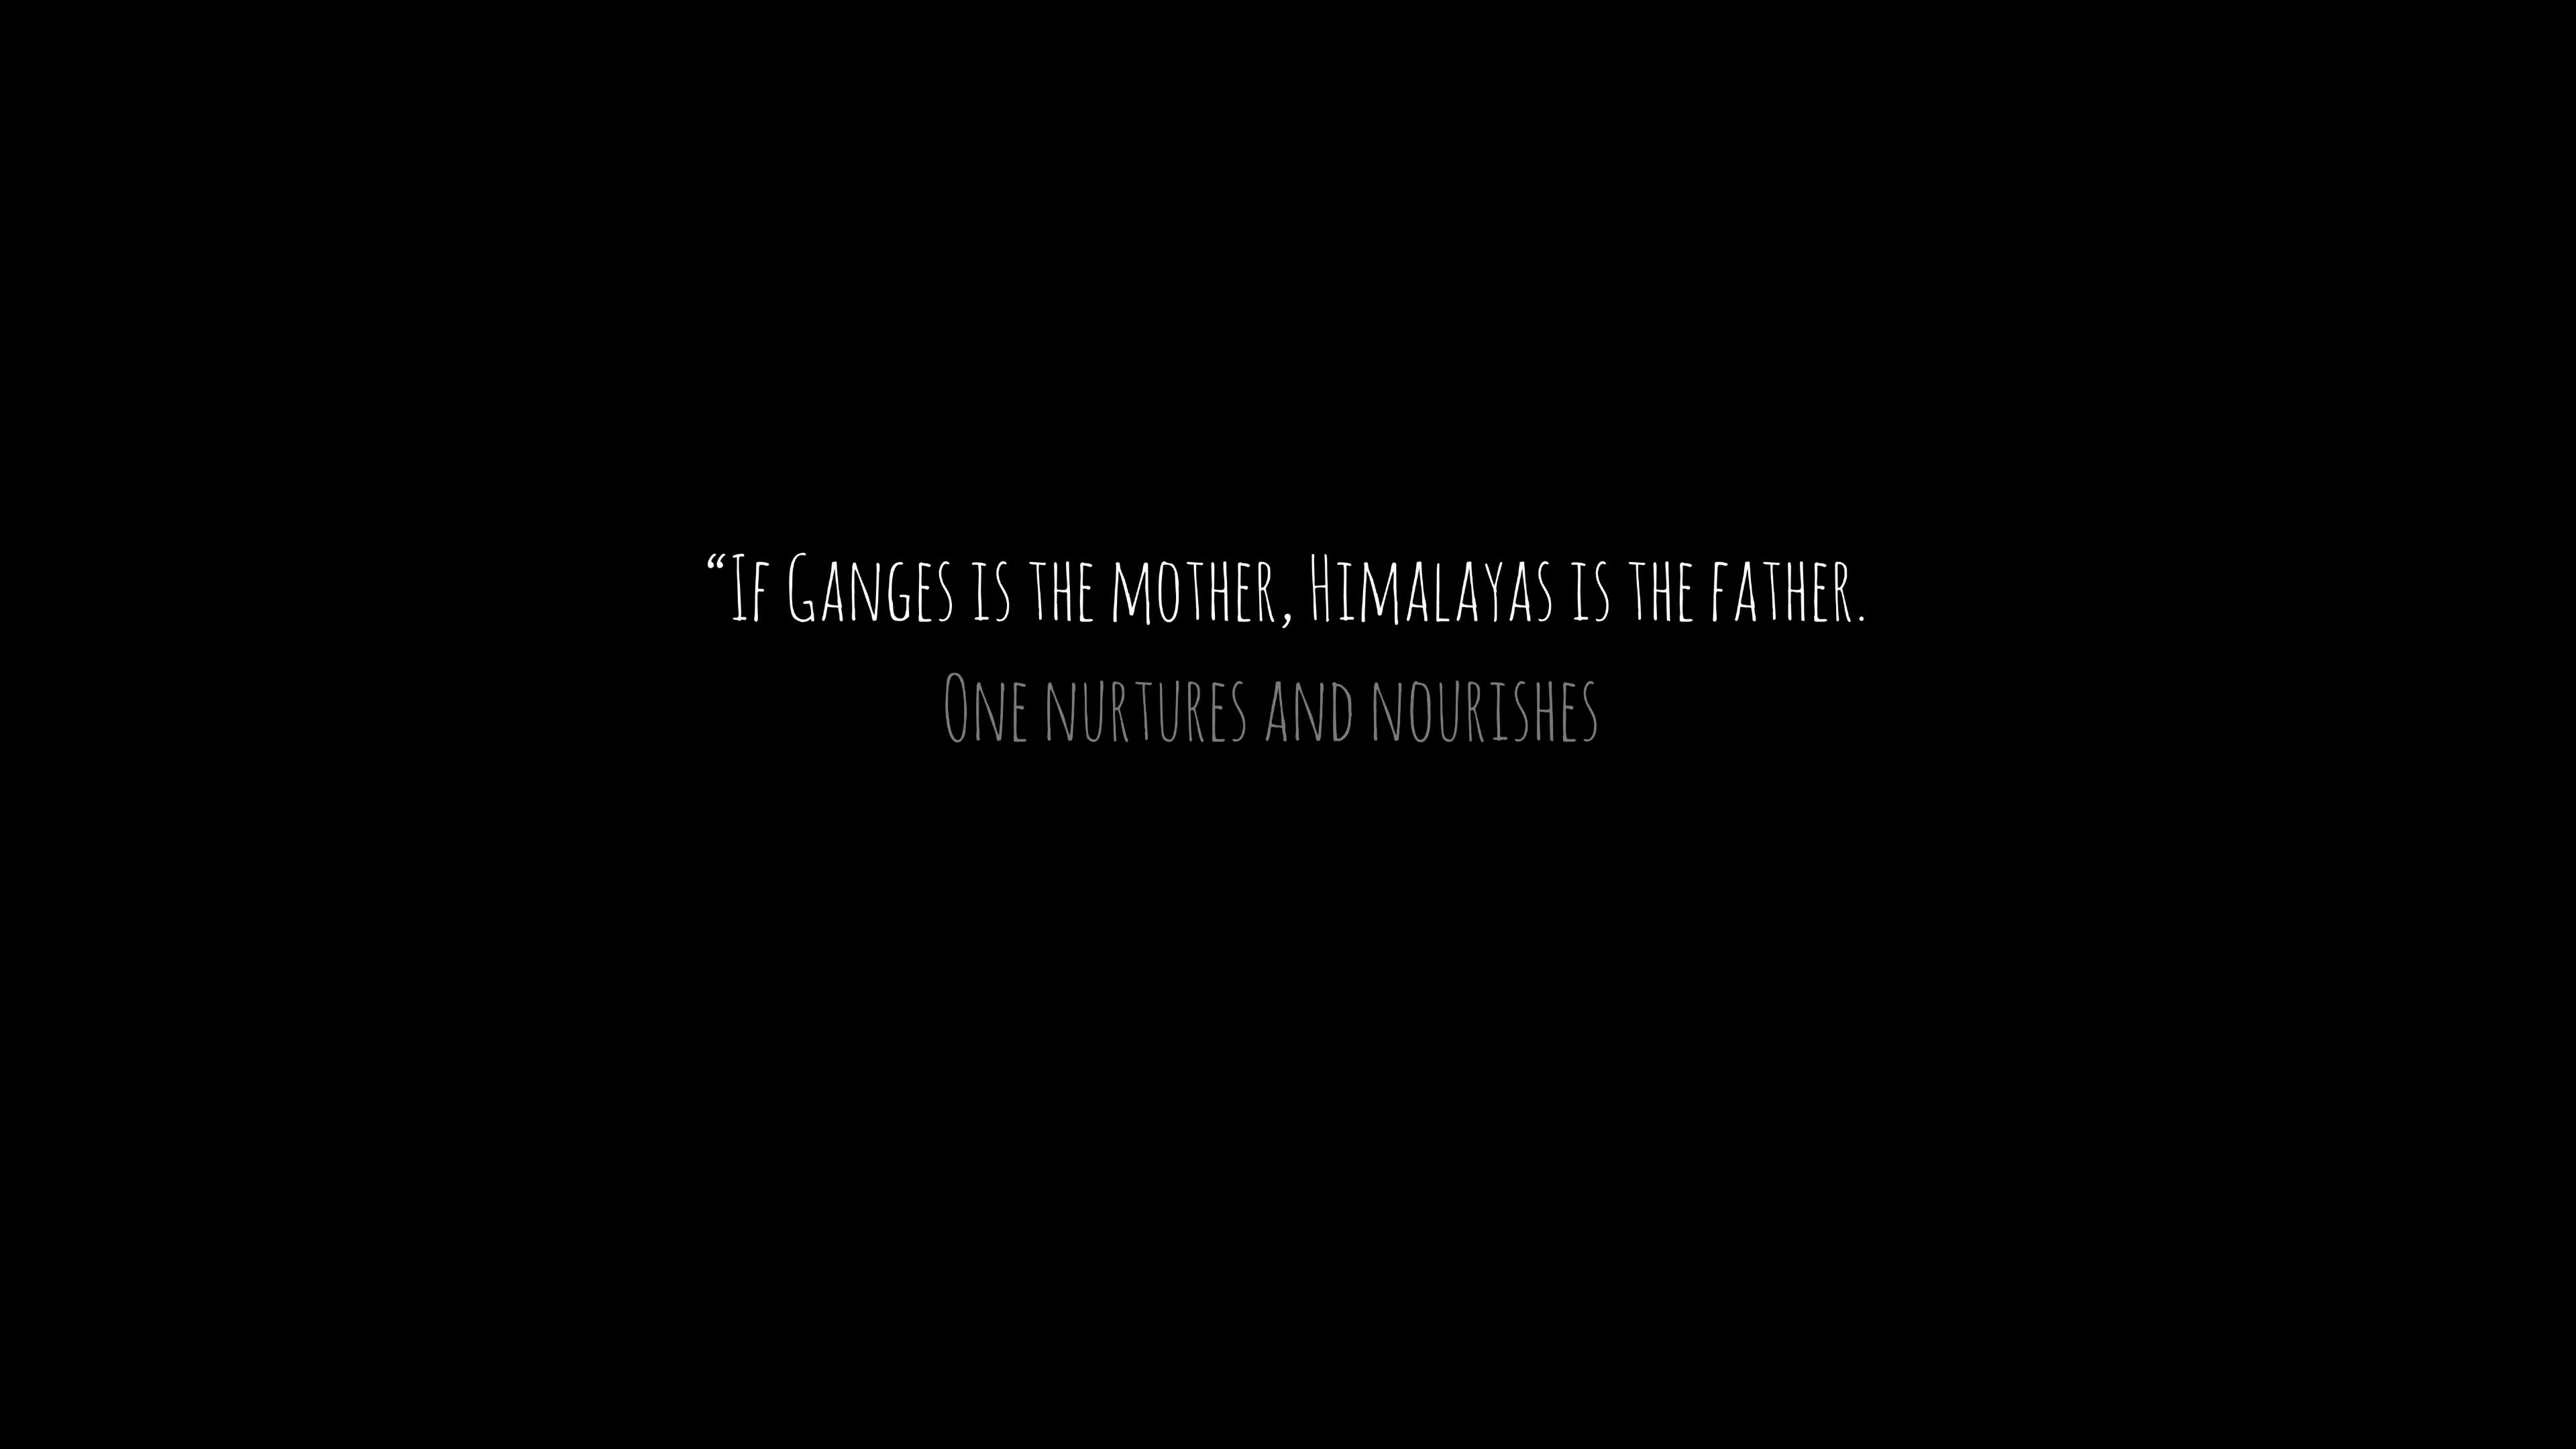 “If Ganges is the mother, Himalayas is the father.
One nurtures and nourishes